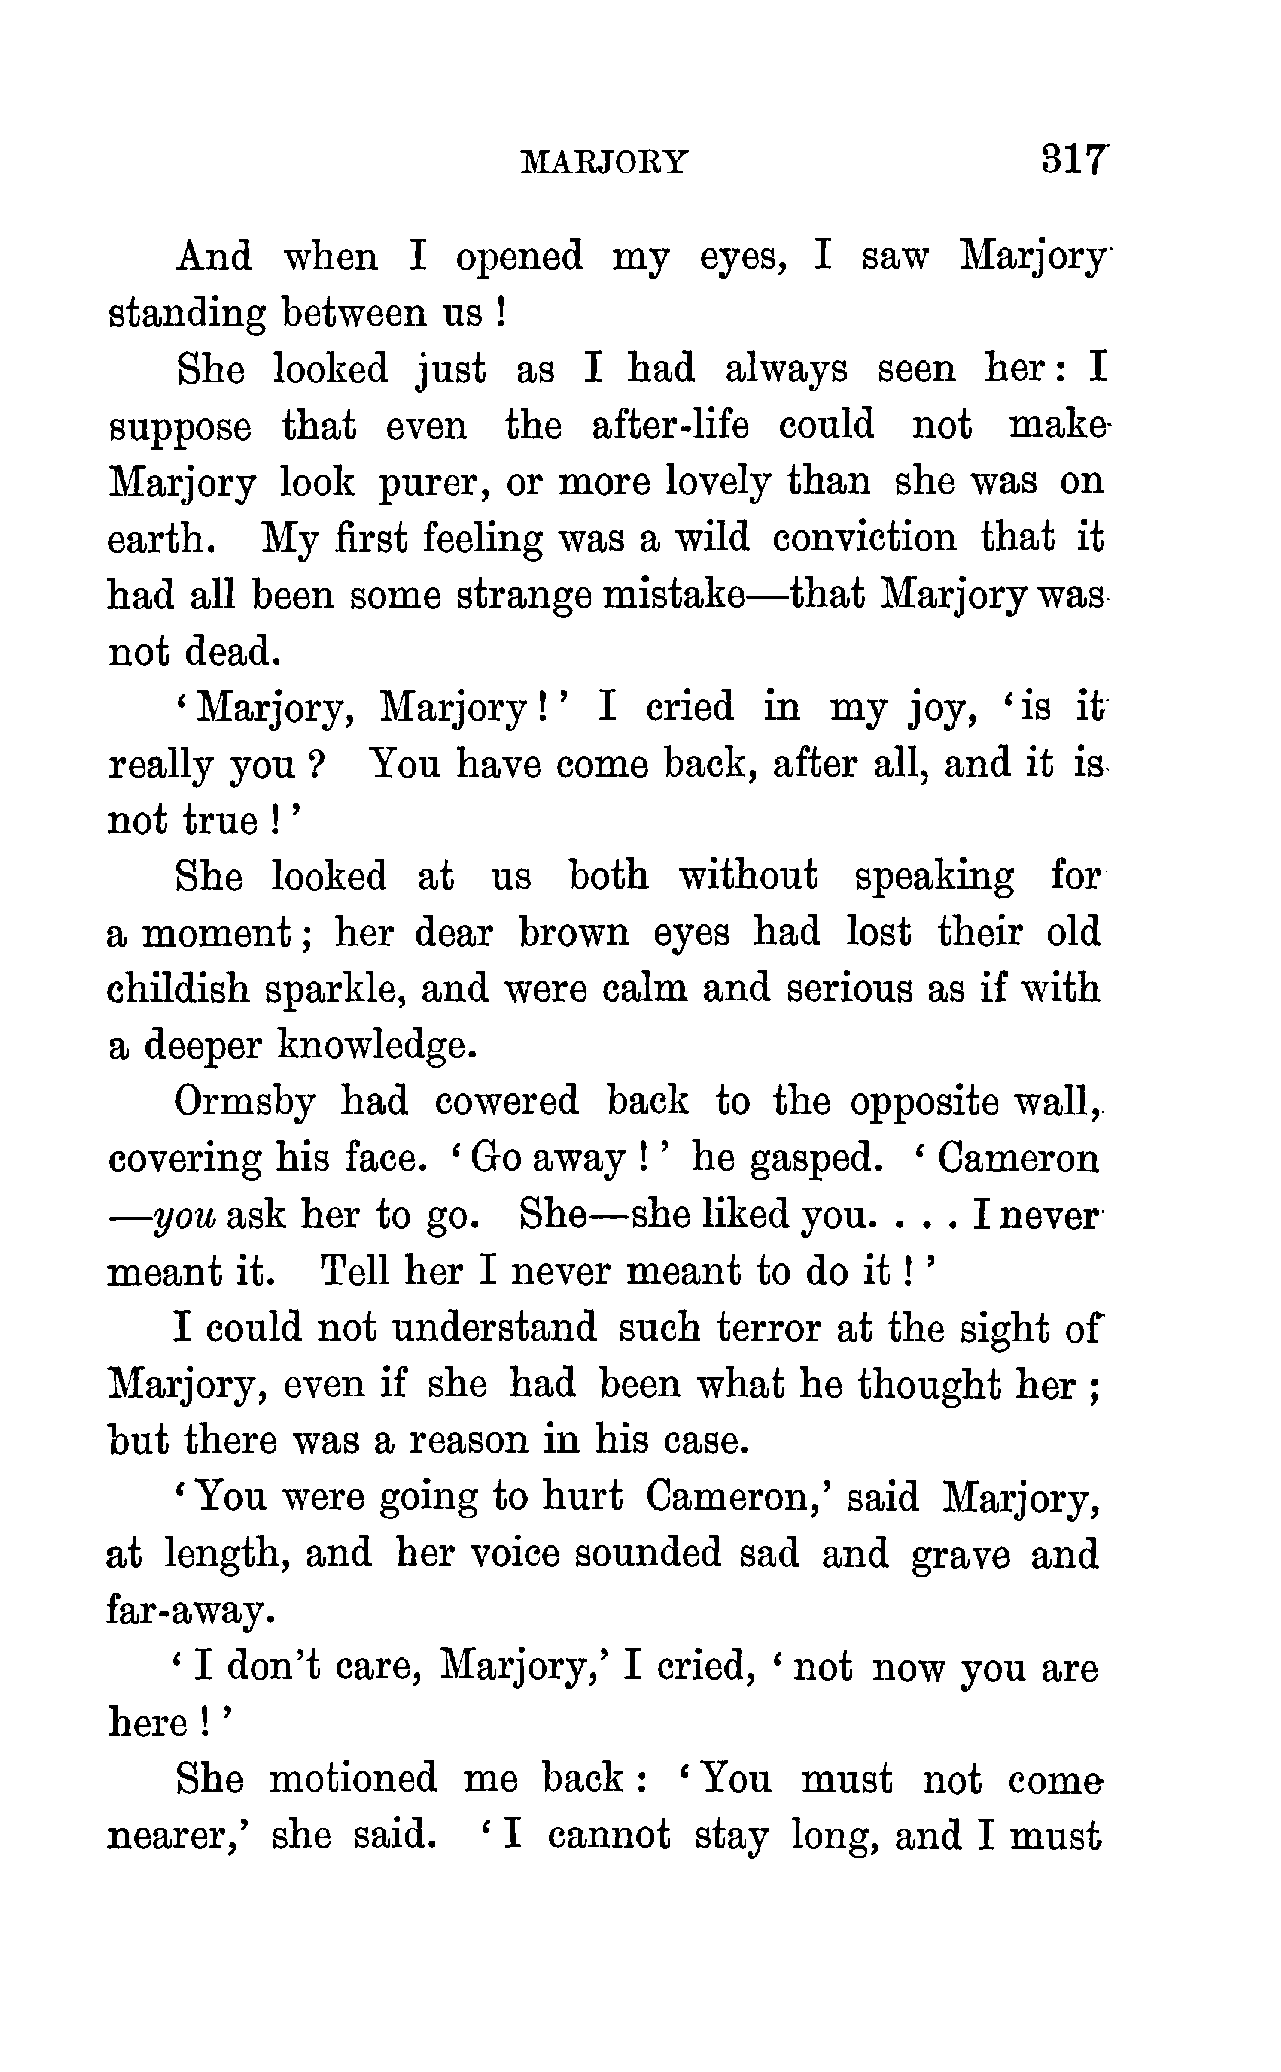 MARJORY 317
And when I opened my eyes, I saw Marjory
standing between us !
She looked just as I had always seen her : I
suppose that even the after-life could not make
Marjory look purer, or more lovely than she was on
earth. My first feeling was a wild conviction that it
had all been some strange mistake—that Marjory was
not dead.
‘ Marjory, Marjory ! ’ I cried in my joy, ‘ is it
really you ? You have come back, after all, and it is
not true ! ’
She looked at us both without speaking for
a moment ; her dear brown eyes had lost their old
childish sparkle, and were calm and serious as if with
a deeper knowledge.
Ormsby had cowered back to the opposite wall,
covering his face. ‘ Go away ! ’ he gasped. ‘ Cameron
—you ask her to go. She—she liked you. . . . I never
meant it. Tell her I never meant to do it ! ’
I could not understand such terror at the sight of
Marjory, even if she had been what he thought her ;
but there was a reason in his case.
‘ You were going to hurt Cameron,’ said Marjory,
at length, and her voice sounded sad and grave and
far-away.
‘ I don’t care, Marjory,’ I cried, ‘ not now you are
here ! ’
She motioned me back : ‘ You must not come
nearer,’ she said. ‘ I cannot stay long, and I must